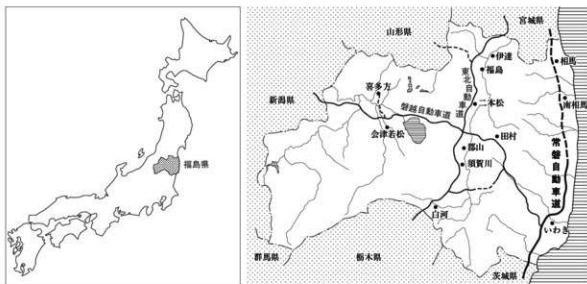 福島県
宮城県
山形県
新潟県
群馬県
栃木県
茨城県
相馬
伊達
福島
喜多方
東北自動車道
二本松
南相馬
磐越自動車道
会津若松
田村
郡山
須賀川
常磐自動車道
白河
いわき